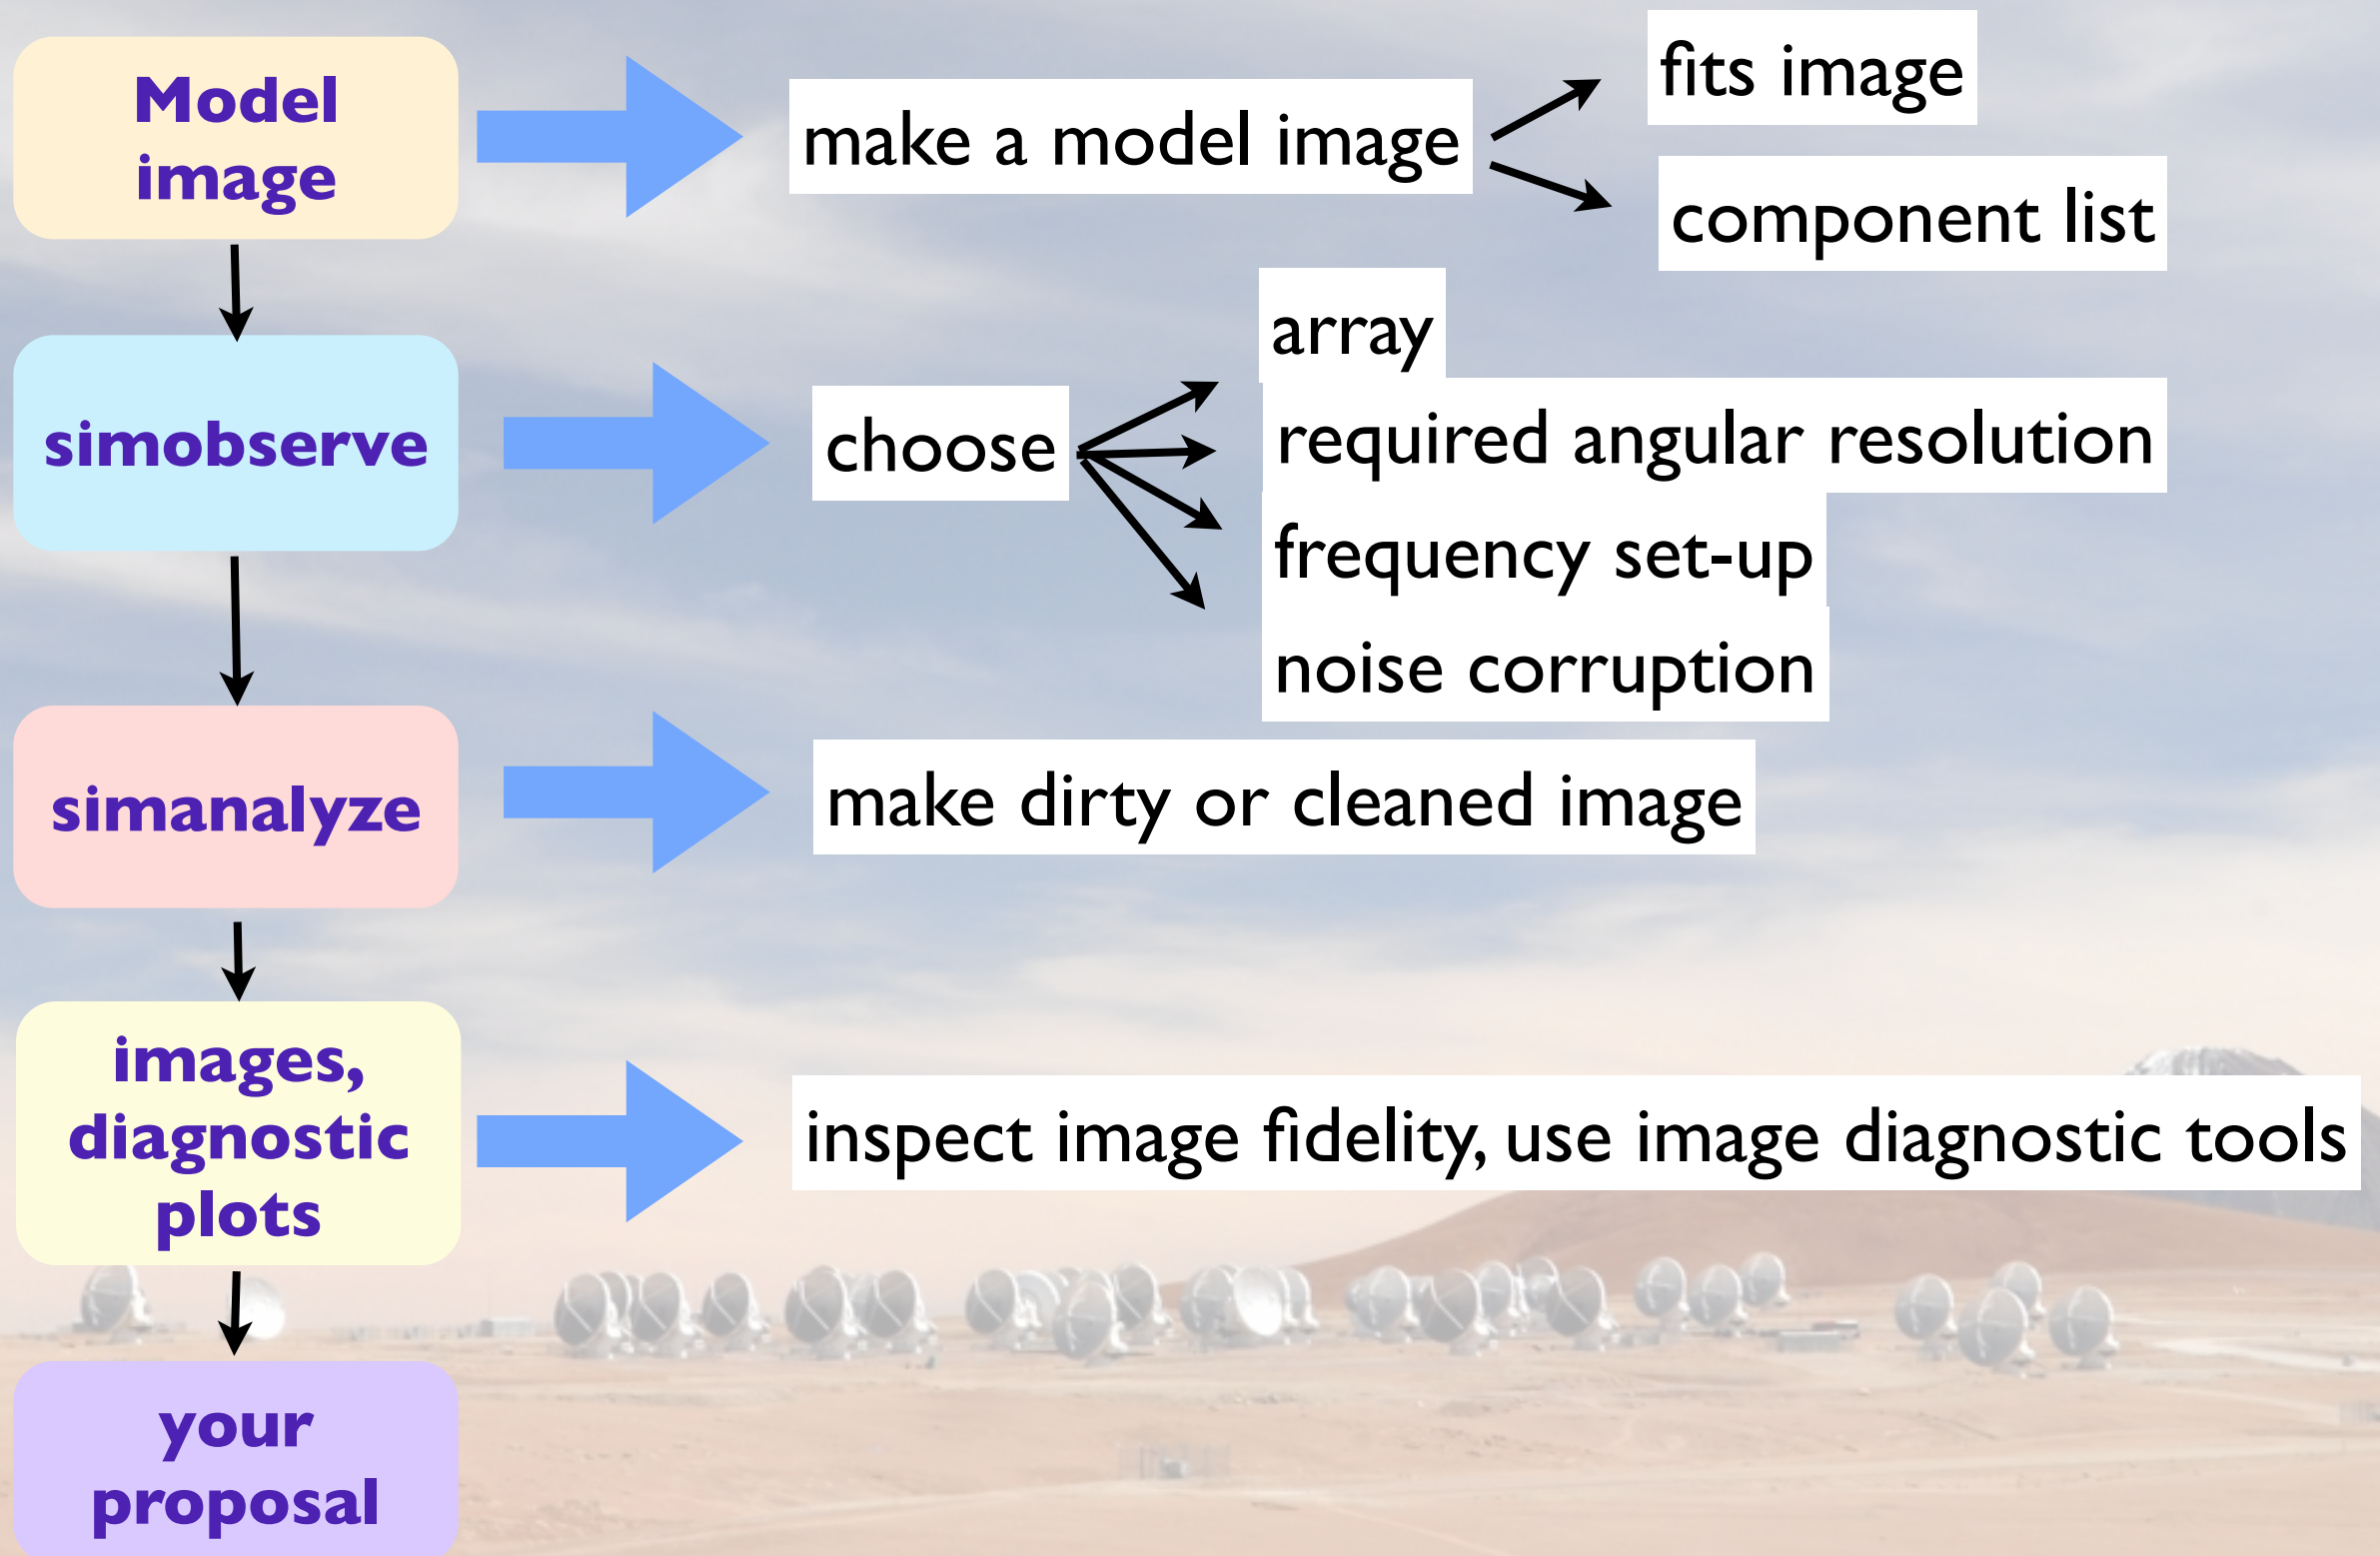 Model
image
make a model image
fits image
component list
simobserve
choose
array
required angular resolution
frequency set-up
noise corruption
simanalyze
make dirty or cleaned image
images,
diagnostic
plots
inspect image fidelity, use image diagnostic tools
your
proposal